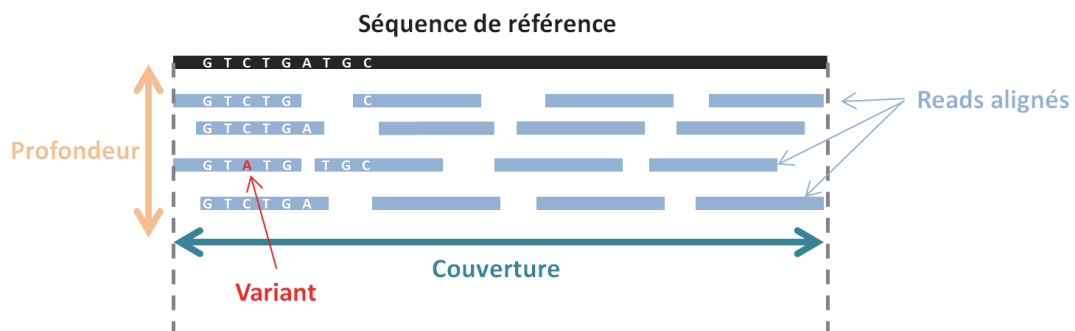 Séquence de référence
G T C T G A T G C
G T C T G C
Reads alignés
G T C T G A
Profondeur
G T A T G T G C
G T C T G A
Couverture
Variant